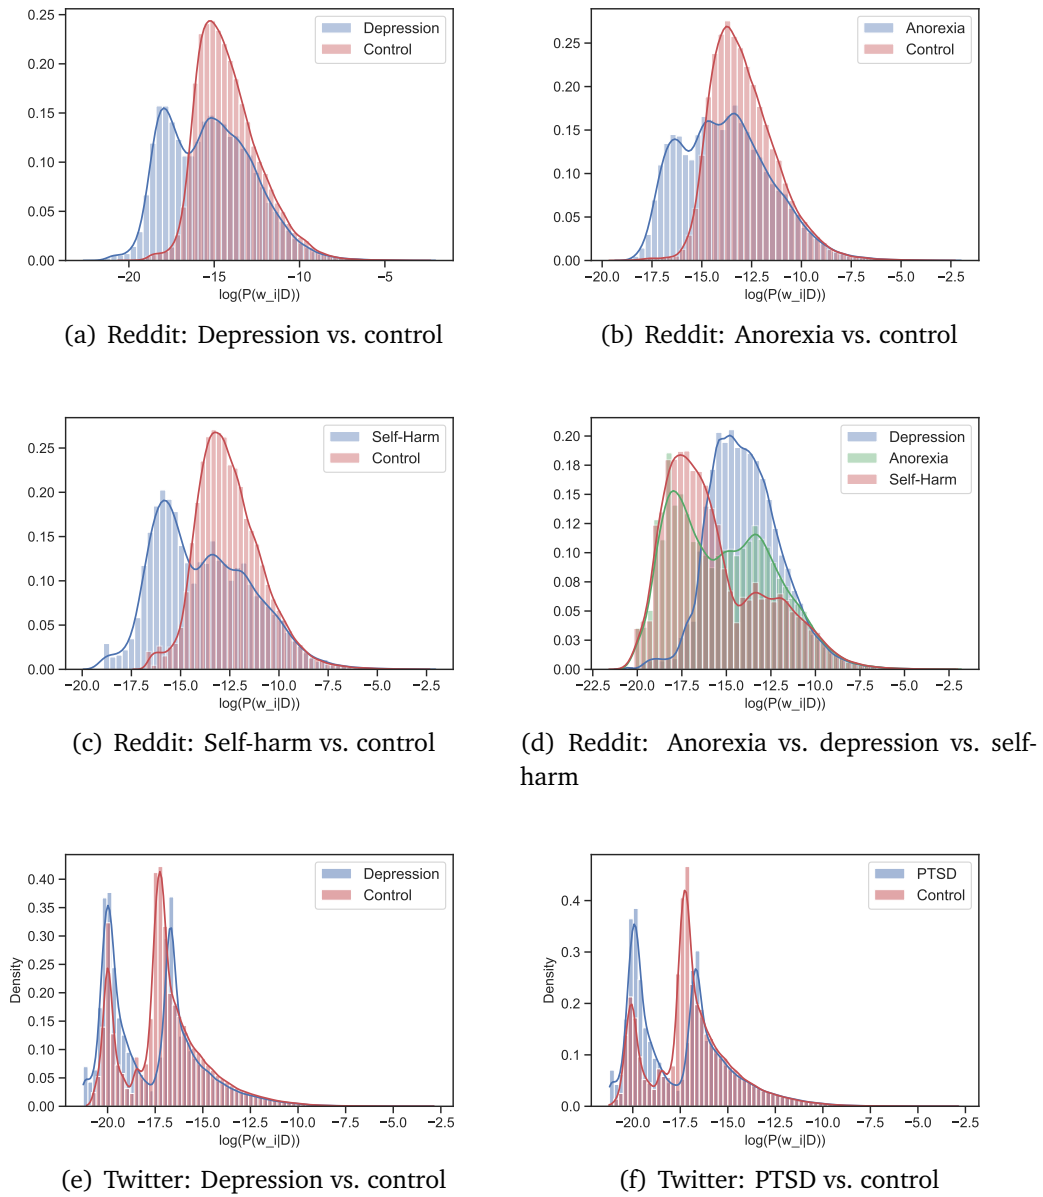 0.25
0.20
0.15
0.10
0.05
0.00
Depression
Control
−20 −15 −10 −5
log(P(w_i|D))
(a) Reddit: Depression vs. control
0.25
0.20
0.15
0.10
0.05
0.00
Anorexia
Control
−20.0 −17.5 −15.0 −12.5 −10.0 −7.5 −5.0 −2.5
log(P(w_i|D))
(b) Reddit: Anorexia vs. control
0.25
0.20
0.15
0.10
0.05
0.00
Self-Harm
Control
−20.0 −17.5 −15.0 −12.5 −10.0 −7.5 −5.0 −2.5
log(P(w_i|D))
(c) Reddit: Self-harm vs. control
0.20
0.18
0.15
0.12
0.10
0.08
0.05
0.03
0.00
Depression
Anorexia
Self-Harm
−22.5 −20.0 −17.5 −15.0 −12.5 −10.0 −7.5 −5.0 −2.5
log(P(w_i|D))
(d) Reddit: Anorexia vs. depression vs. self-
harm
0.40
0.35
0.30
0.25
0.20
0.15
0.10
0.05
0.00
Density
Depression
Control
−20.0 −17.5 −15.0 −12.5 −10.0 −7.5 −5.0 −2.5
log(P(w_i|D))
(e) Twitter: Depression vs. control
0.4
0.3
0.2
0.1
0.0
Density
PTSD
Control
−20.0 −17.5 −15.0 −12.5 −10.0 −7.5 −5.0 −2.5
log(P(w_i|D))
(f) Twitter: PTSD vs. control